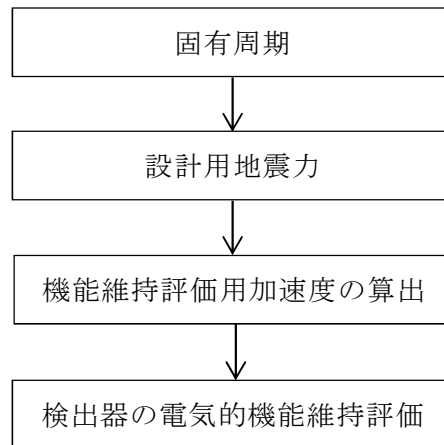 固有周期
設計用地震力
機能維持評価用加速度の算出
検出器の電気的機能維持評価